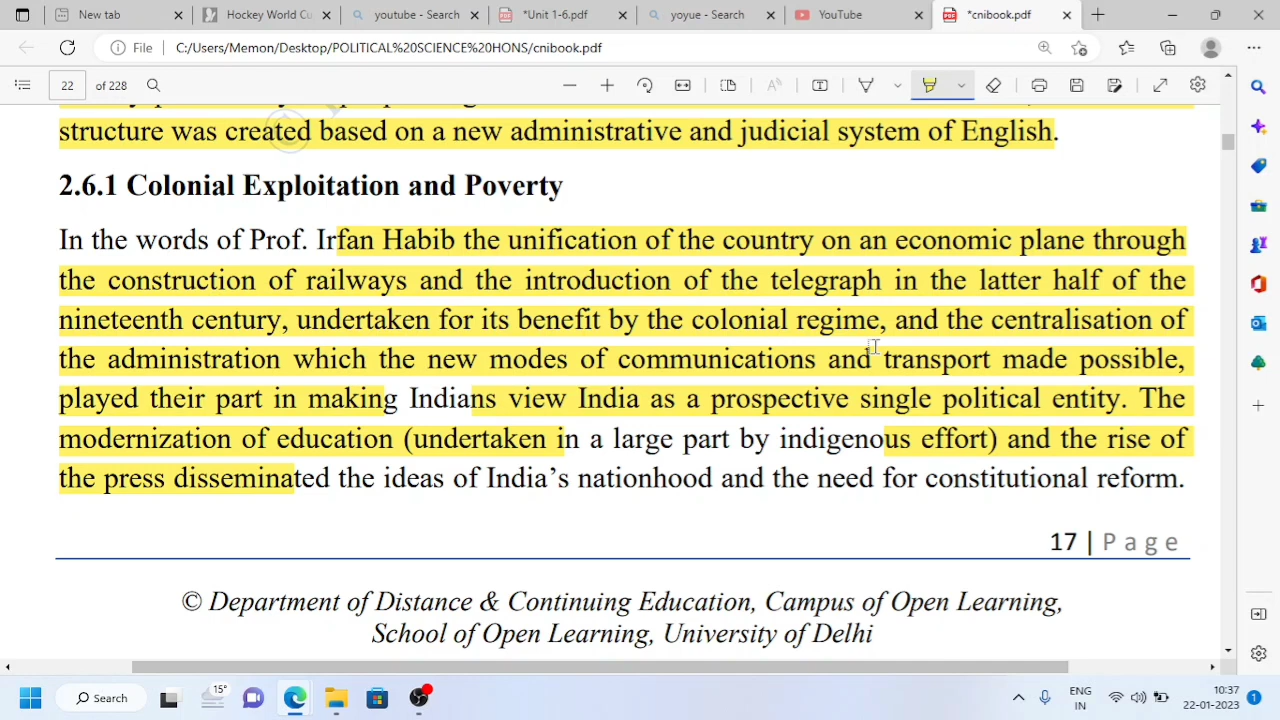 New tab
Hockey World Cu
youtube - Search
*Unit 1-6.pdf
yoyue - Search
YouTube
*cnibook.pdf
File
C:/Users/Memon/Desktop/POLITICAL%20SCIENCE%20HONS/cnibook.pdf
22 of 228
structure was created based on a new administrative and judicial system of English.
2.6.1 Colonial Exploitation and Poverty
In the words of Prof. Irfan Habib the unification of the country on an economic plane through
the construction of railways and the introduction of the telegraph in the latter half of the
nineteenth century, undertaken for its benefit by the colonial regime, and the centralisation of
the administration which the new modes of communications and transport made possible,
played their part in making Indians view India as a prospective single political entity. The
modernization of education (undertaken in a large part by indigenous effort) and the rise of
the press disseminated the ideas of India’s nationhood and the need for constitutional reform.
17 | Page
© Department of Distance & Continuing Education, Campus of Open Learning,
School of Open Learning, University of Delhi
Search
15°
ENG
IN
10:37
22-01-2023
1